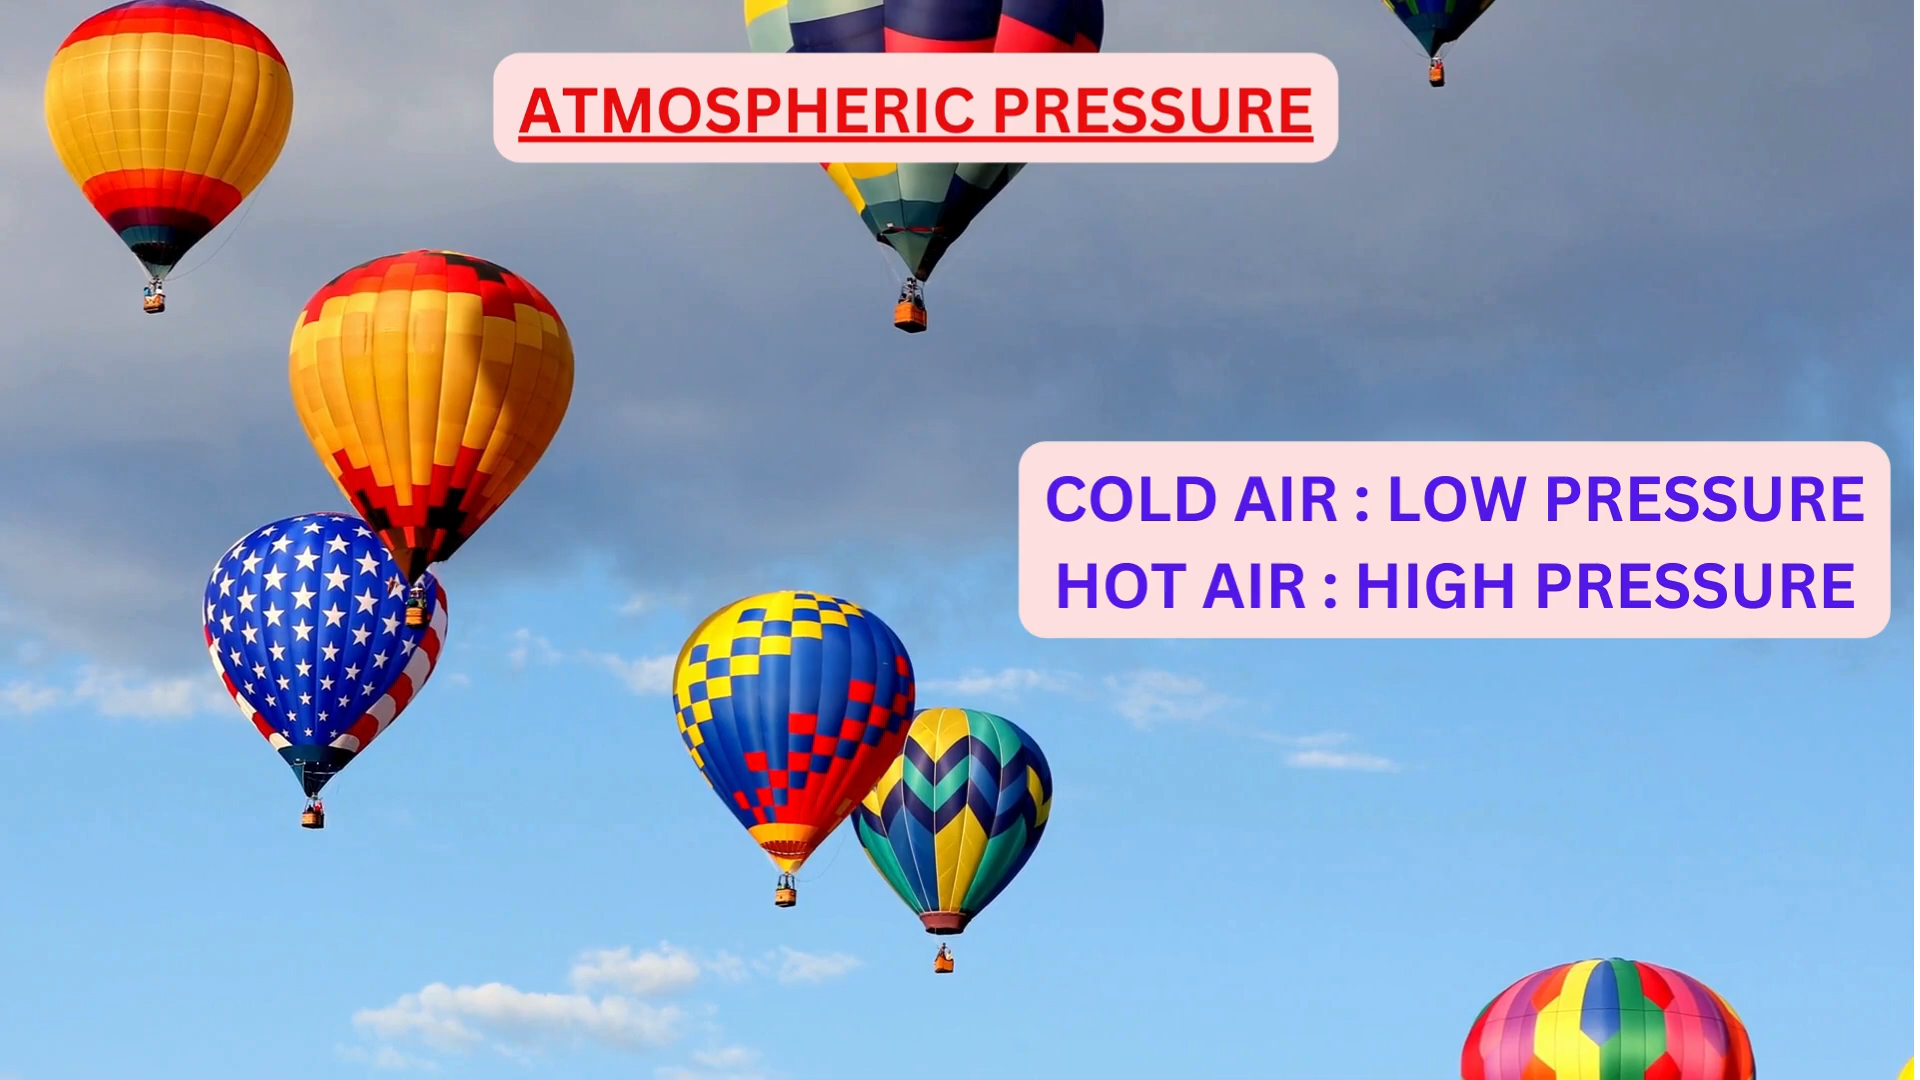 ATMOSPHERIC PRESSURE
COLD AIR : LOW PRESSURE
HOT AIR : HIGH PRESSURE